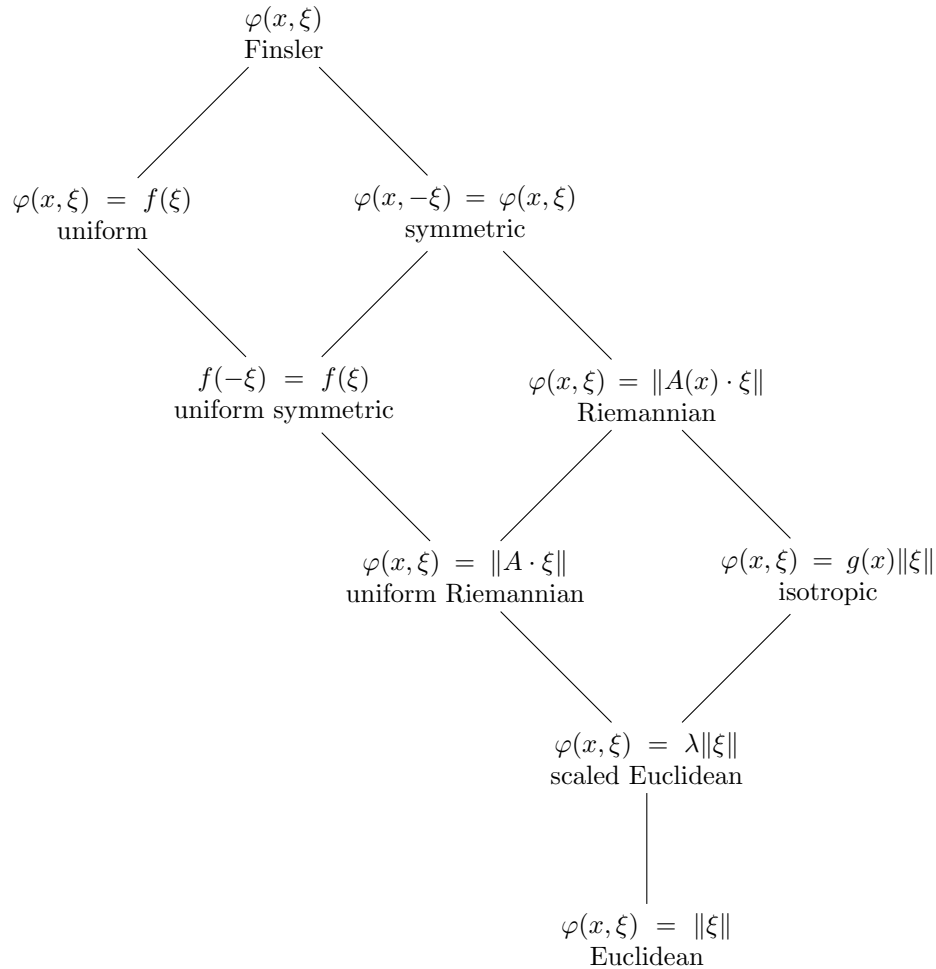 φ(x, ξ)
Finsler
φ(x, ξ) = f(ξ)
uniform
φ(x, −ξ) = φ(x, ξ)
symmetric
f(−ξ) = f(ξ)
uniform symmetric
φ(x, ξ) = ‖A(x) · ξ‖
Riemannian
φ(x, ξ) = ‖A · ξ‖
uniform Riemannian
φ(x, ξ) = g(x)‖ξ‖
isotropic
φ(x, ξ) = λ‖ξ‖
scaled Euclidean
φ(x, ξ) = ‖ξ‖
Euclidean